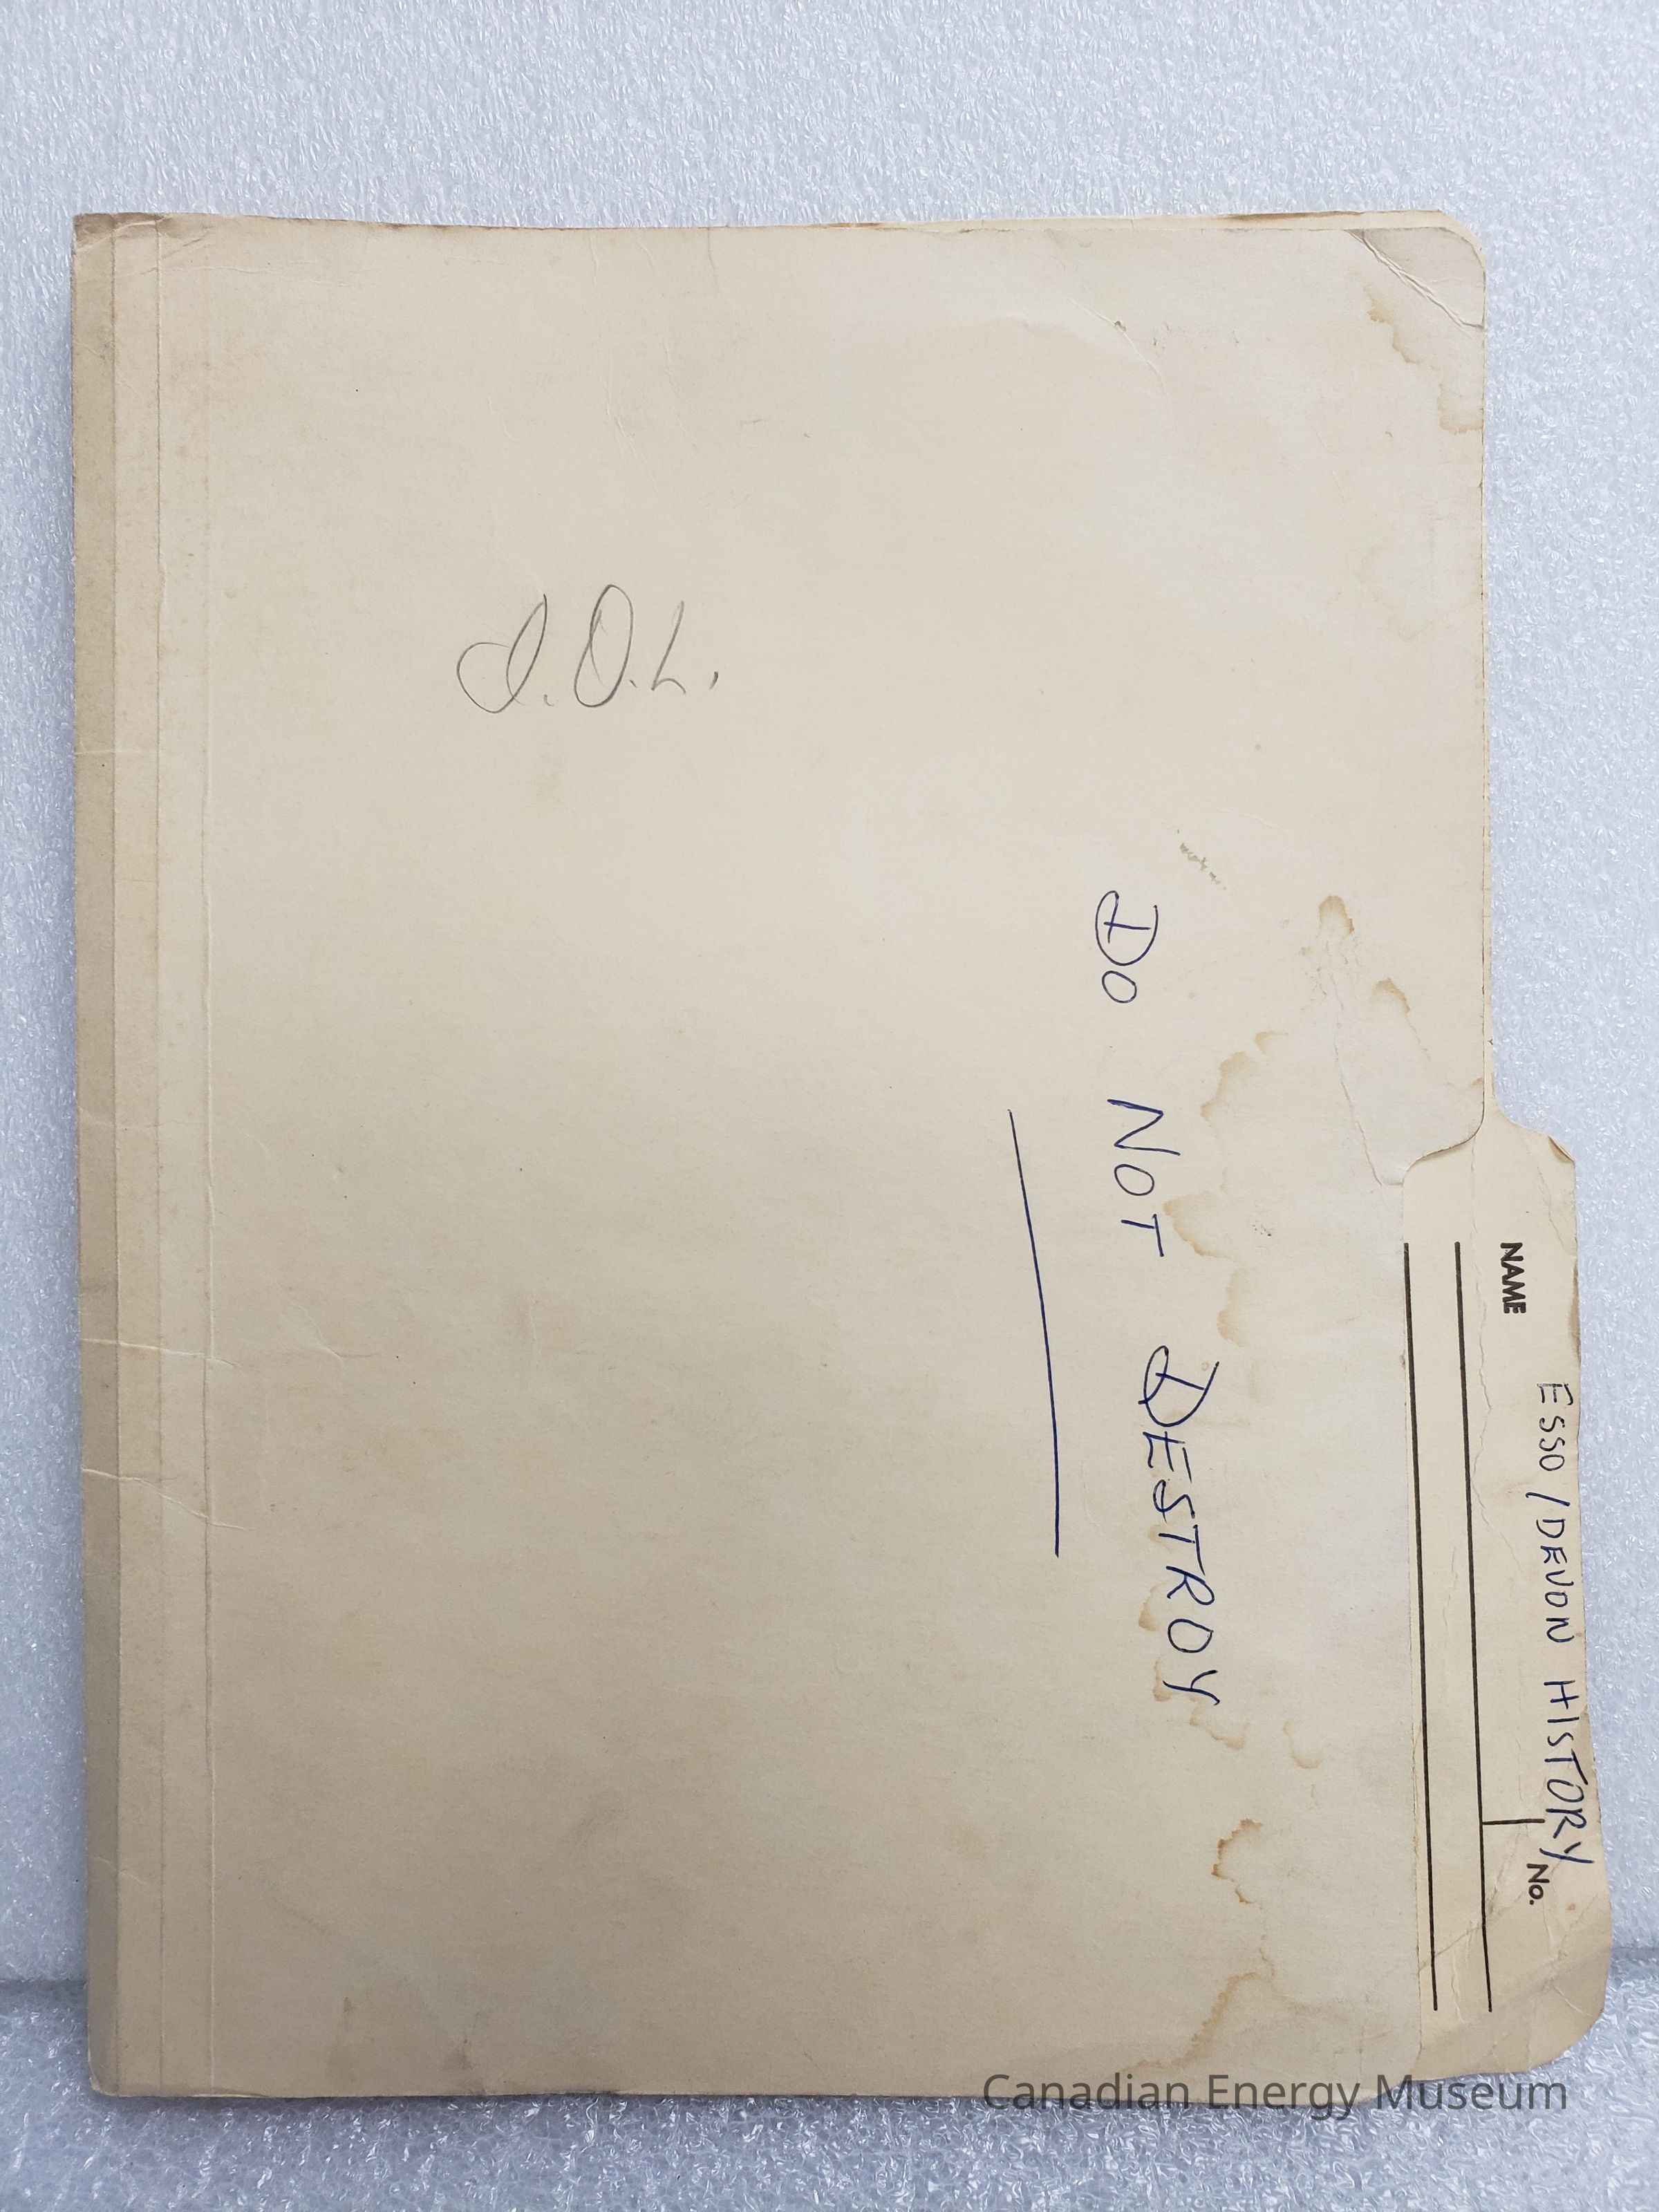 NAME
No.
ESSO / DEVON HISTORY
DO NOT DESTROY
I.O.L.
Canadian Energy Museum